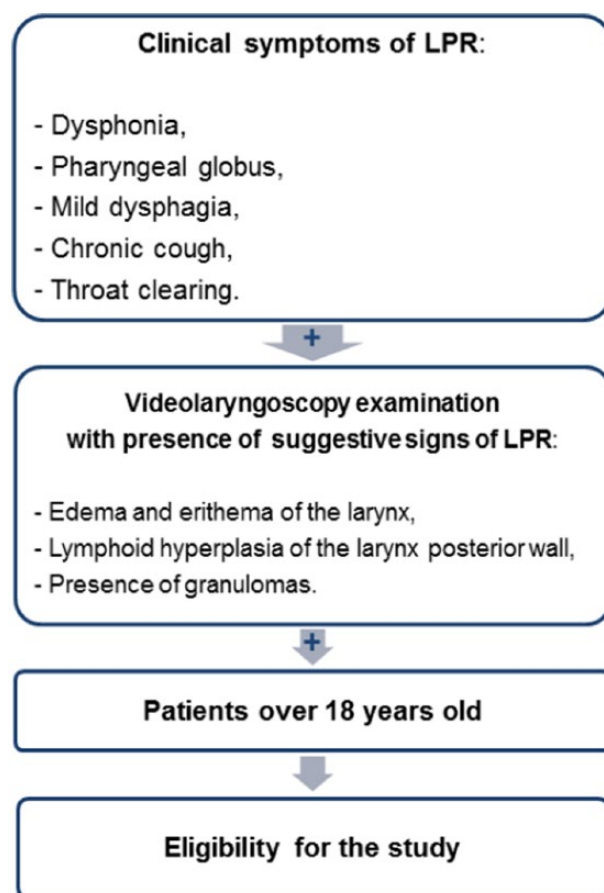 Clinical symptoms of LPR:
- Dysphonia,
- Pharyngeal globus,
- Mild dysphagia,
- Chronic cough,
- Throat clearing.
+
Videolaryngoscopy examination
with presence of suggestive signs of LPR:
- Edema and erithema of the larynx,
- Lymphoid hyperplasia of the larynx posterior wall,
- Presence of granulomas.
+
Patients over 18 years old
Eligibility for the study